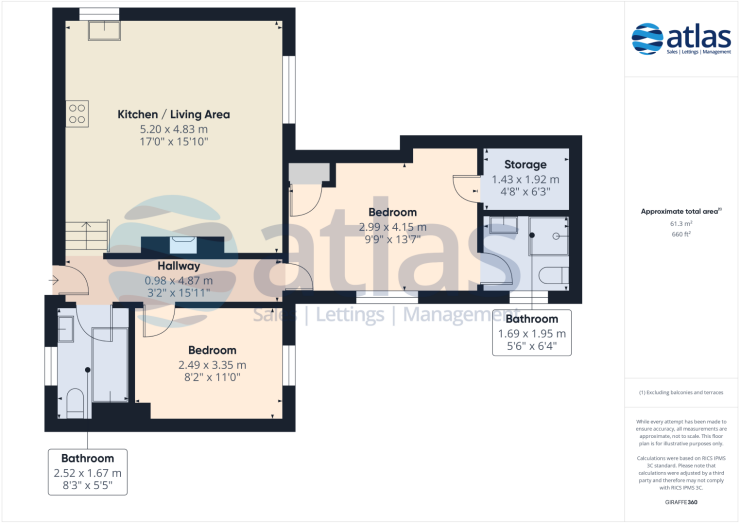 Kitchen / Living Area
5.20 x 4.83 m
17'0" x 15'10"
Storage
1.43 x 1.92 m
4'8" x 6'3"
Bedroom
2.99 x 4.15 m
9'9" x 13'7"
Hallway
0.98 x 4.87 m
3'2" x 15'11"
Bathroom
1.69 x 1.95 m
5'6" x 6'4"
Bedroom
2.49 x 3.35 m
8'2" x 11'0"
Bathroom
2.52 x 1.67 m
8'3" x 5'5"
atlas
Sales | Lettings | Management
atlas
Sales | Lettings | Management
Approximate total area(1)
61.3 m²
660 ft²
(1) Excluding balconies and terraces
While every attempt has been made to
ensure accuracy, all measurements are
approximate, not to scale. This floor
plan is for illustrative purposes only.
Calculations were based on RICS IPMS
3C standard. Please note that
calculations were adjusted by a third
party and therefore may not comply
with RICS IPMS 3C.
GIRAFFE360